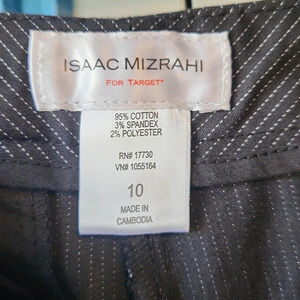 ISAAC MIZRAHI
FOR TARGET*
95% COTTON
3% SPANDEX
2% POLYESTER
RN# 17730
VN# 1055164
10
MADE IN
CAMBODIA